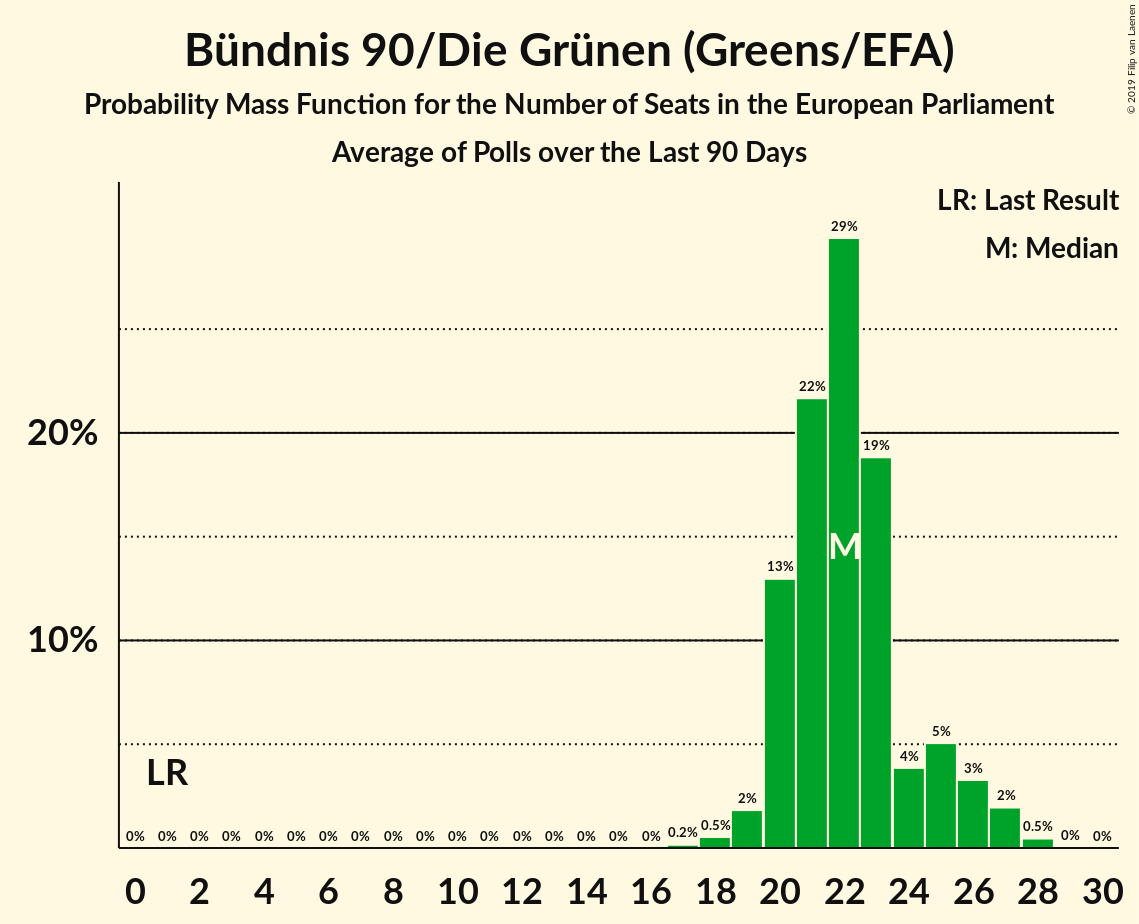 Bündnis 90/Die Grünen (Greens/EFA)
Probability Mass Function for the Number of Seats in the European Parliament
Average of Polls over the Last 90 Days
© 2019 Filip van Laenen
LR: Last Result
M: Median
29%
22%
20%
19%
M
13%
10%
5%
4%
3%
LR
2%
2%
0% 0% 0% 0% 0% 0% 0% 0% 0% 0% 0% 0% 0% 0% 0% 0% 0% 0.2% 0.5% 0.5% 0% 0%
0 2 4 6 8 10 12 14 16 18 20 22 24 26 28 30